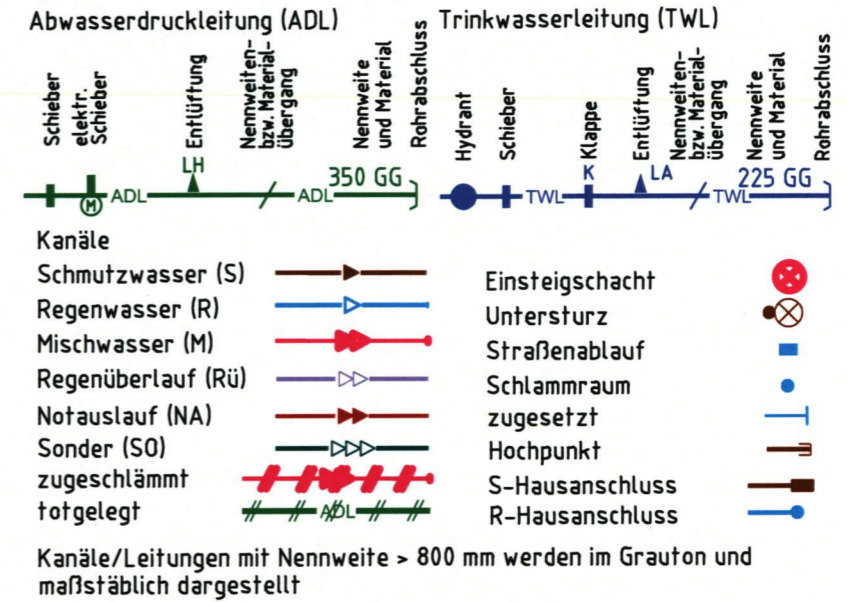 Abwasserdruckleitung (ADL)
Schieber
elektr.
Schieber
Entlüftung
Nennweiten-
bzw. Material-
übergang
Nennweite
und Material
Rohrabschluss
LH
M
ADL
ADL
350 GG
Trinkwasserleitung (TWL)
Hydrant
Schieber
Klappe
Entlüftung
Nennweiten-
bzw. Material-
übergang
Nennweite
und Material
Rohrabschluss
TWL
K
LA
TWL
225 GG
Kanäle
Schmutzwasser (S)
Regenwasser (R)
Mischwasser (M)
Regenüberlauf (Rü)
Notauslauf (NA)
Sonder (SO)
zugeschlämmt
totgelegt
ADL
Einsteigschacht
Untersturz
Straßenablauf
Schlammraum
zugesetzt
Hochpunkt
S-Hausanschluss
R-Hausanschluss
Kanäle/Leitungen mit Nennweite > 800 mm werden im Grauton und
maßstäblich dargestellt